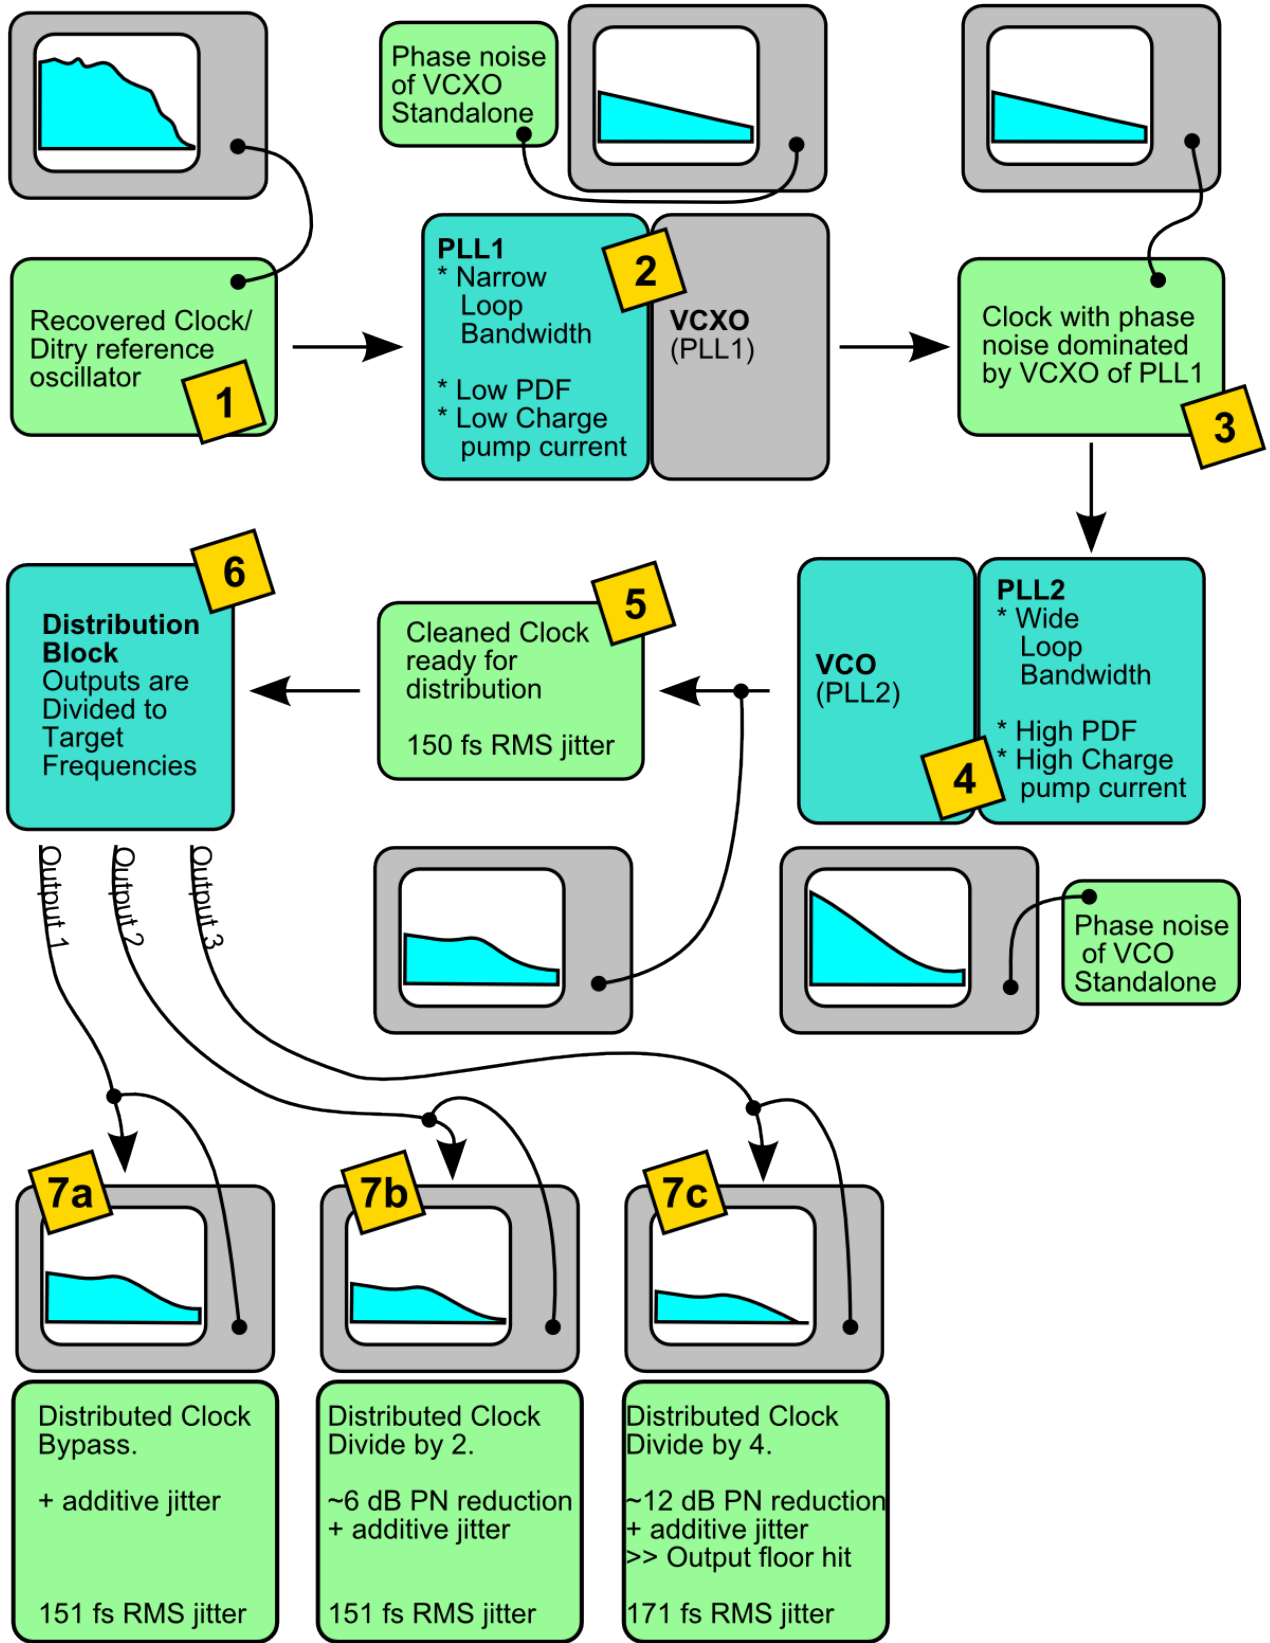 Phase noise
of VCXO
Standalone
Recovered Clock/
Ditry reference
oscillator
1
PLL1
* Narrow
Loop
Bandwidth
* Low PDF
* Low Charge
pump current
2
VCXO
(PLL1)
Clock with phase
noise dominated
by VCXO of PLL1
3
PLL2
* Wide
Loop
Bandwidth
* High PDF
* High Charge
pump current
4
VCO
(PLL2)
Phase noise
of VCO
Standalone
5
Cleaned Clock
ready for
distribution
150 fs RMS jitter
6
Distribution
Block
Outputs are
Divided to
Target
Frequencies
Output 1
Output 2
Output 3
7a
Distributed Clock
Bypass.
+ additive jitter
151 fs RMS jitter
7b
Distributed Clock
Divide by 2.
~6 dB PN reduction
+ additive jitter
151 fs RMS jitter
7c
Distributed Clock
Divide by 4.
~12 dB PN reduction
+ additive jitter
>> Output floor hit
171 fs RMS jitter